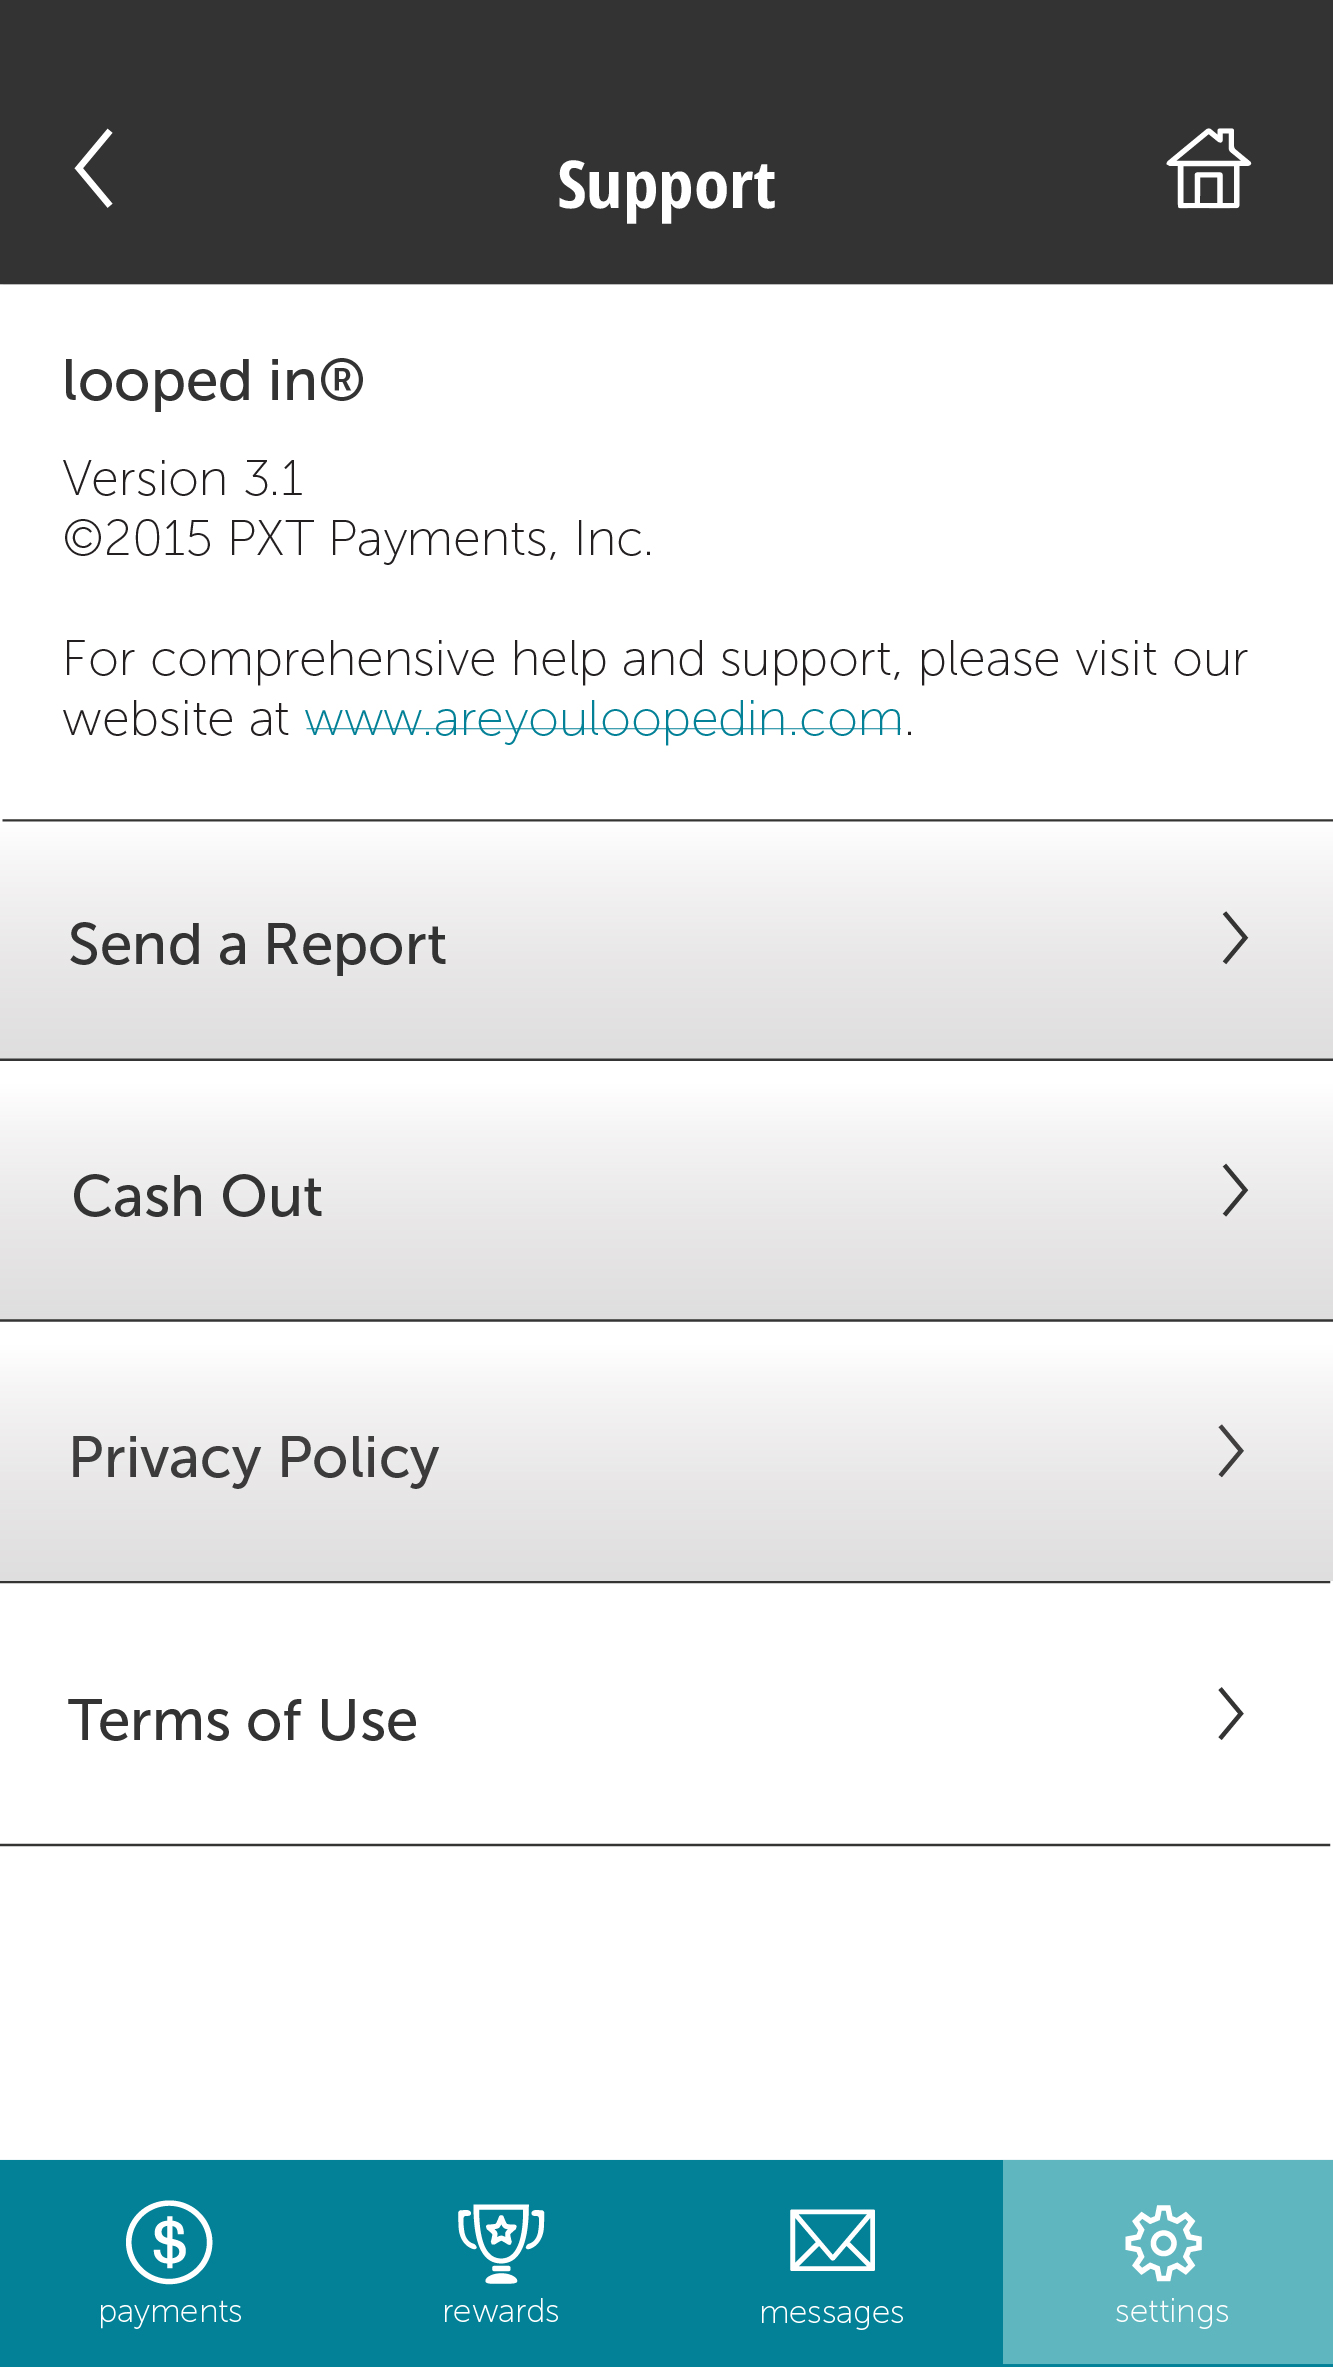 Support
looped in®
Version 3.1
©2015 PXT Payments, Inc.
For comprehensive help and support, please visit our
website at www.areyouloopedin.com.
Send a Report
Cash Out
Privacy Policy
Terms of Use
payments rewards messages settings